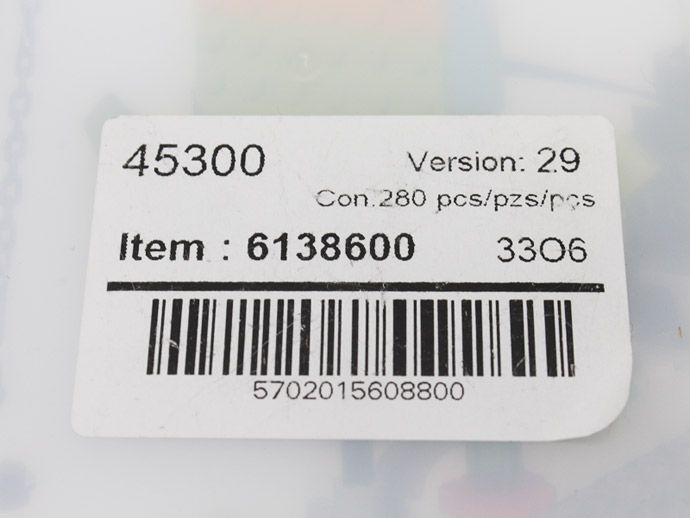 45300 Version: 29
Con.280 pcs/pzs/pcs
Item : 6138600 33O6
5702015608800